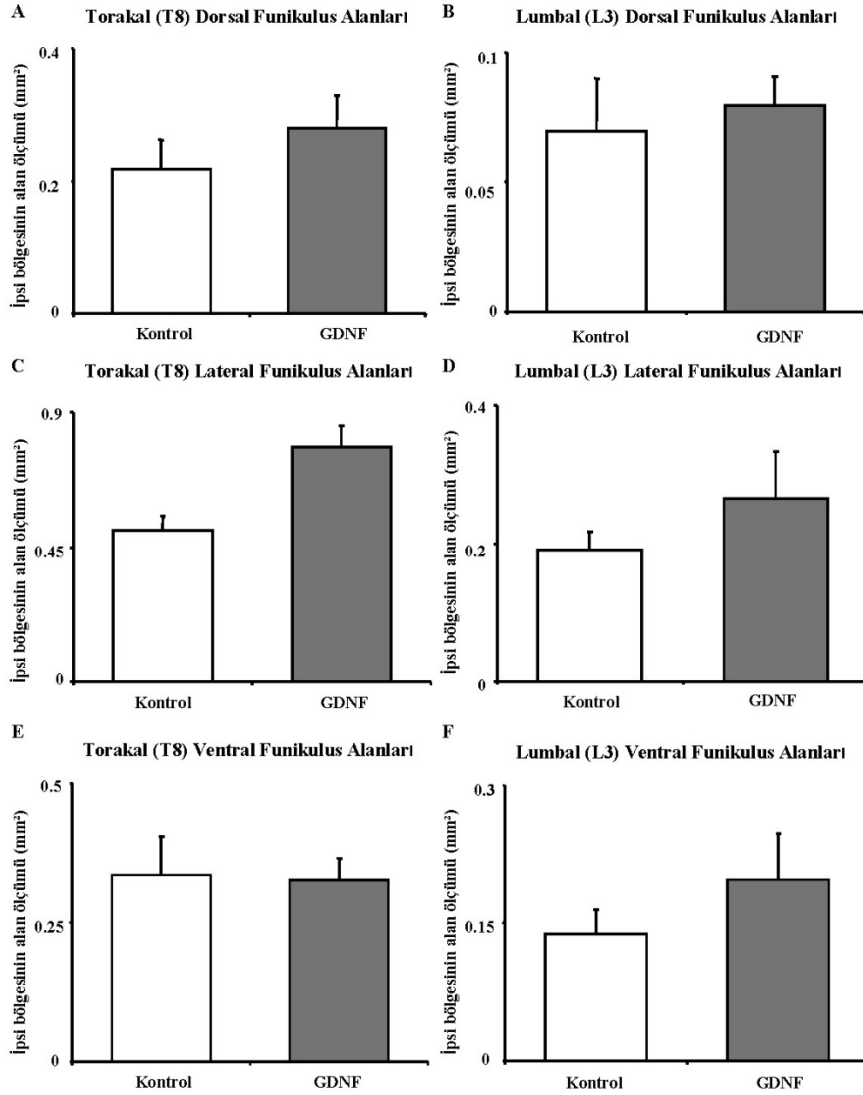 A
Torakal (T8) Dorsal Funikulus Alanları
İpsi bölgesinin alan ölçümü (mm²)
0.4
0.2
0
Kontrol
GDNF
B
Lumbal (L3) Dorsal Funikulus Alanları
İpsi bölgesinin alan ölçümü (mm²)
0.1
0.05
0
Kontrol
GDNF
C
Torakal (T8) Lateral Funikulus Alanları
İpsi bölgesinin alan ölçümü (mm²)
0.9
0.45
0
Kontrol
GDNF
D
Lumbal (L3) Lateral Funikulus Alanları
İpsi bölgesinin alan ölçümü (mm²)
0.4
0.2
0
Kontrol
GDNF
E
Torakal (T8) Ventral Funikulus Alanları
İpsi bölgesinin alan ölçümü (mm²)
0.5
0.25
0
Kontrol
GDNF
F
Lumbal (L3) Ventral Funikulus Alanları
İpsi bölgesinin alan ölçümü (mm²)
0.3
0.15
0
Kontrol
GDNF